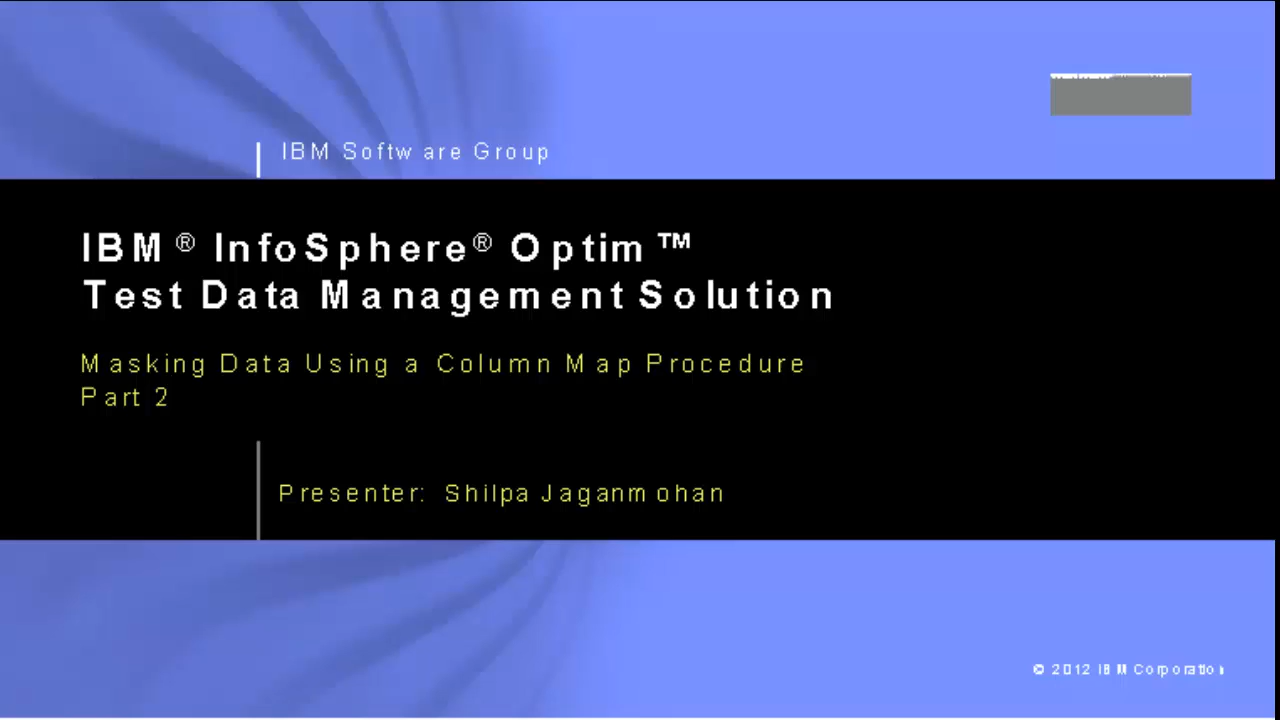 IBM Software Group
IBM® InfoSphere® Optim™
Test Data Management Solution
Masking Data Using a Column Map Procedure
Part 2
Presenter: Shilpa Jaganmohan
© 2012 IBM Corporation